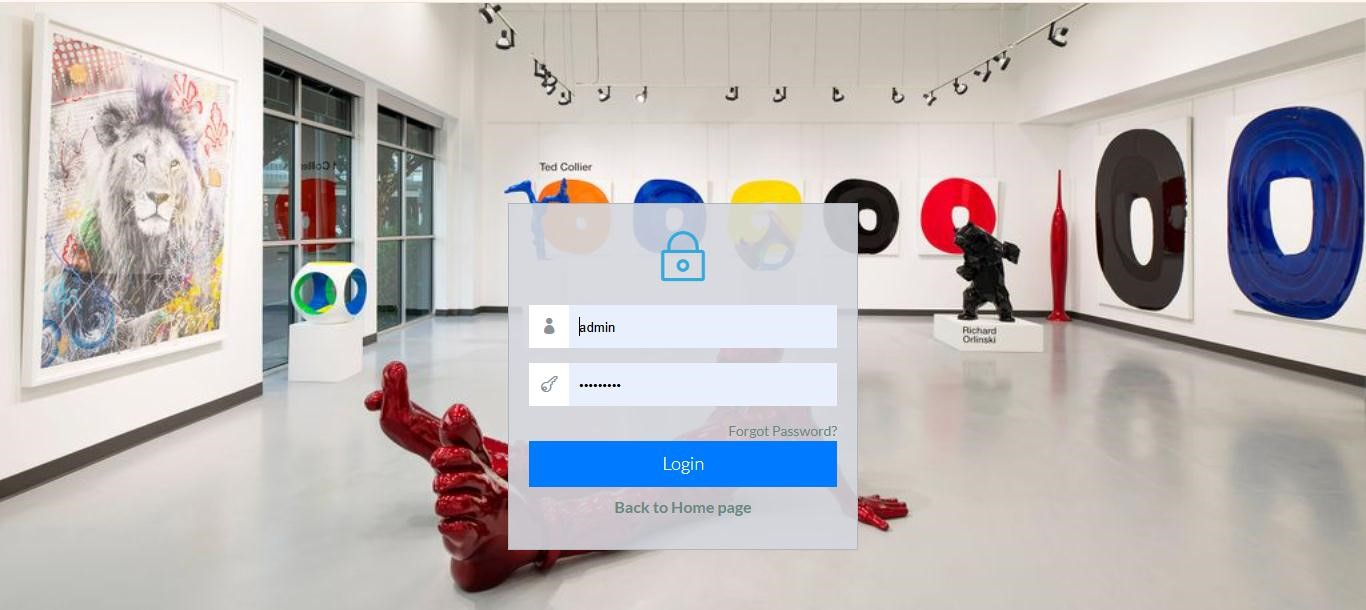 Ted Collier
admin
•••••••••
Forgot Password?
Login
Back to Home page
Richard
Orlinski